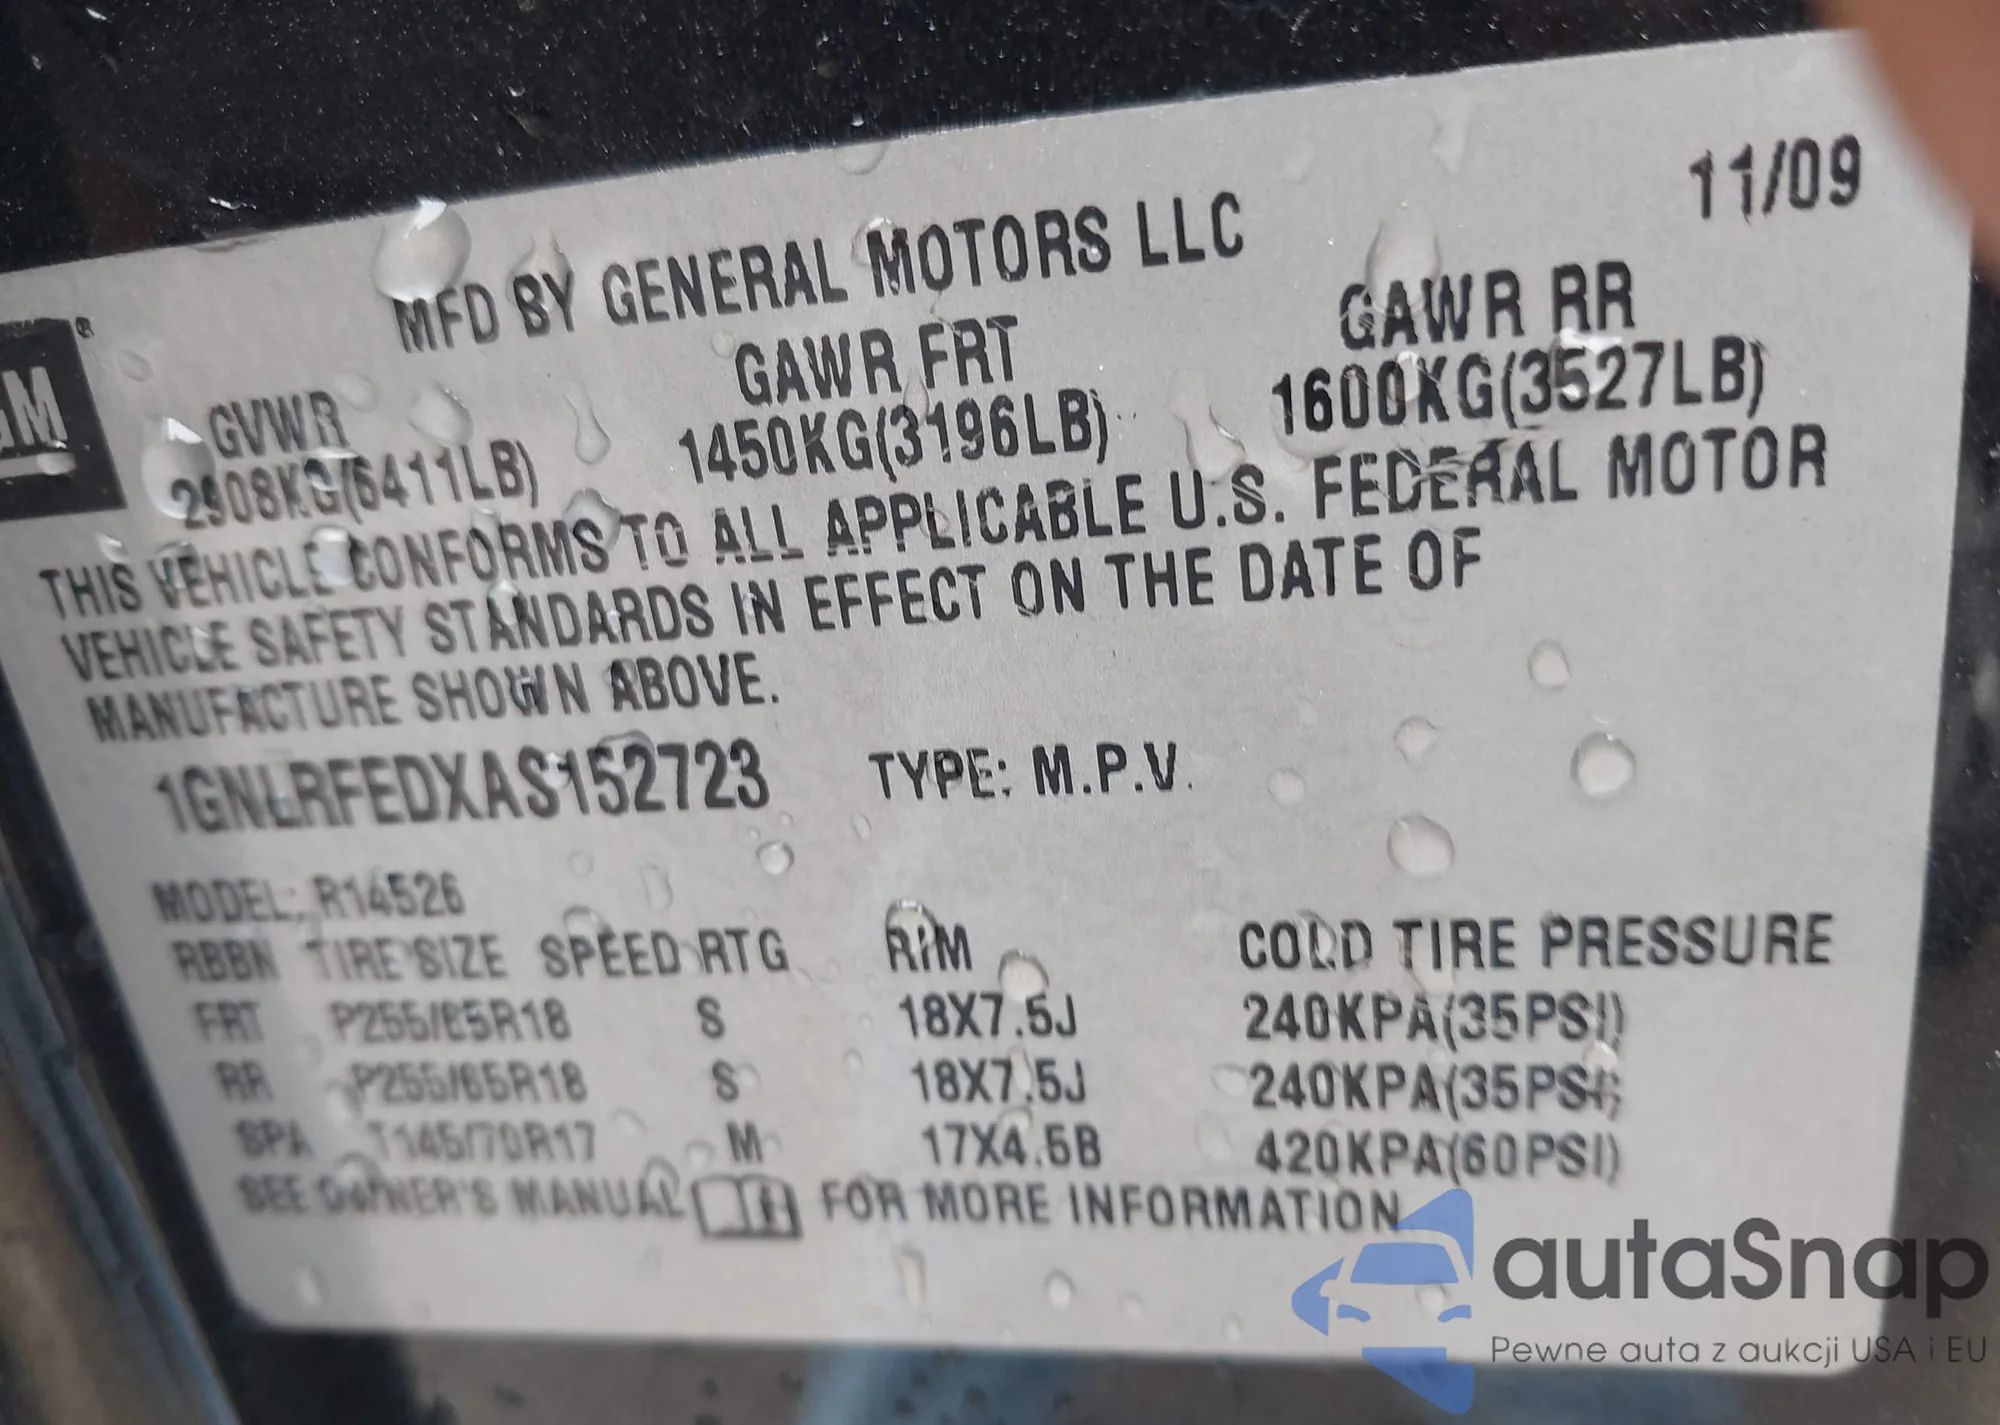 11/09
MFD BY GENERAL MOTORS LLC
GM ®
GVWR GAWR FRT GAWR RR
2908KG(6411LB) 1450KG(3196LB) 1600KG(3527LB)
THIS VEHICLE CONFORMS TO ALL APPLICABLE U.S. FEDERAL MOTOR
VEHICLE SAFETY STANDARDS IN EFFECT ON THE DATE OF
MANUFACTURE SHOWN ABOVE.
1GNLRFEDXAS152723 TYPE: M.P.V.
MODEL: R14526
RBBN TIRE SIZE SPEED RTG RIM COLD TIRE PRESSURE
FRT P255/65R18 S 18X7.5J 240KPA(35PSI)
RR P255/65R18 S 18X7.5J 240KPA(35PSI)
SPA T145/70R17 M 17X4.5B 420KPA(60PSI)
SEE OWNER'S MANUAL FOR MORE INFORMATION
autaSnap
Pewne auta z aukcji USA i EU